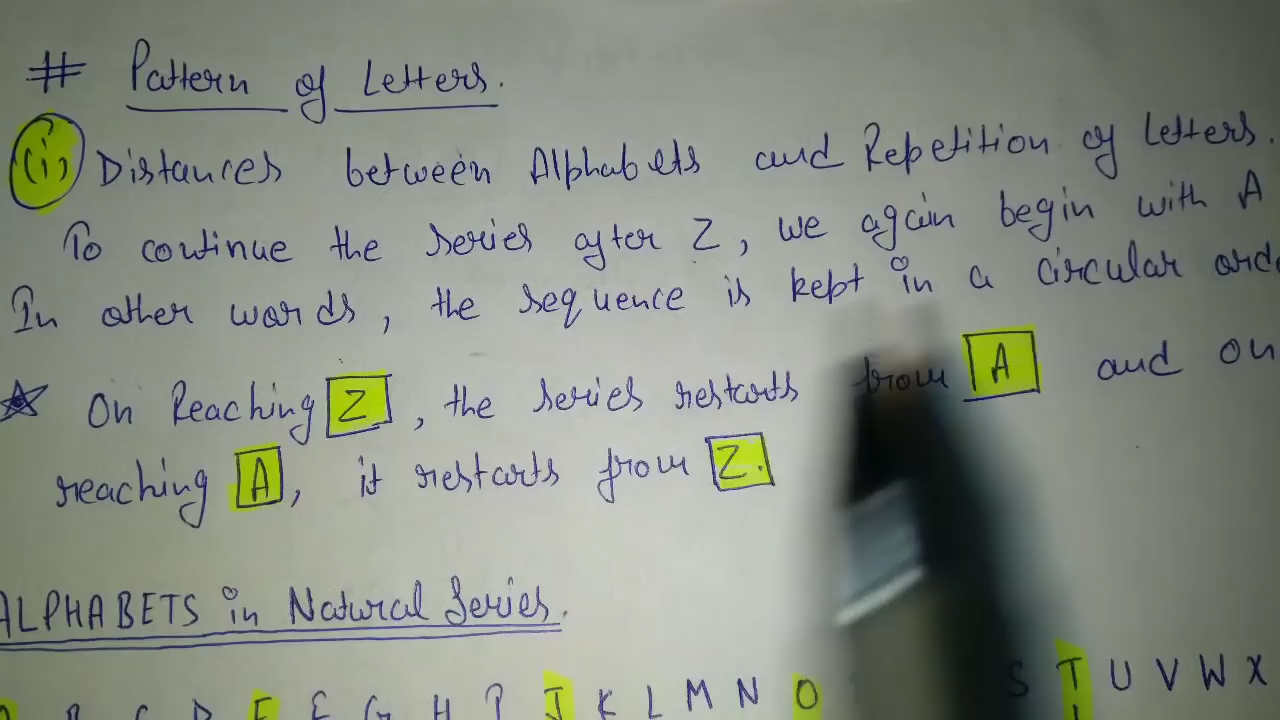 # Pattern of Letters.
(i) Distances between Alphabets and Repetition of letters.
To continue the series after Z, we again begin with A
In other words, the sequence is kept in a circular
On Reaching Z, the series restarts from A and on
reaching A, it restarts from Z.
ALPHABETS in Natural Series.
E F G H I J K L M N O S T U V W X